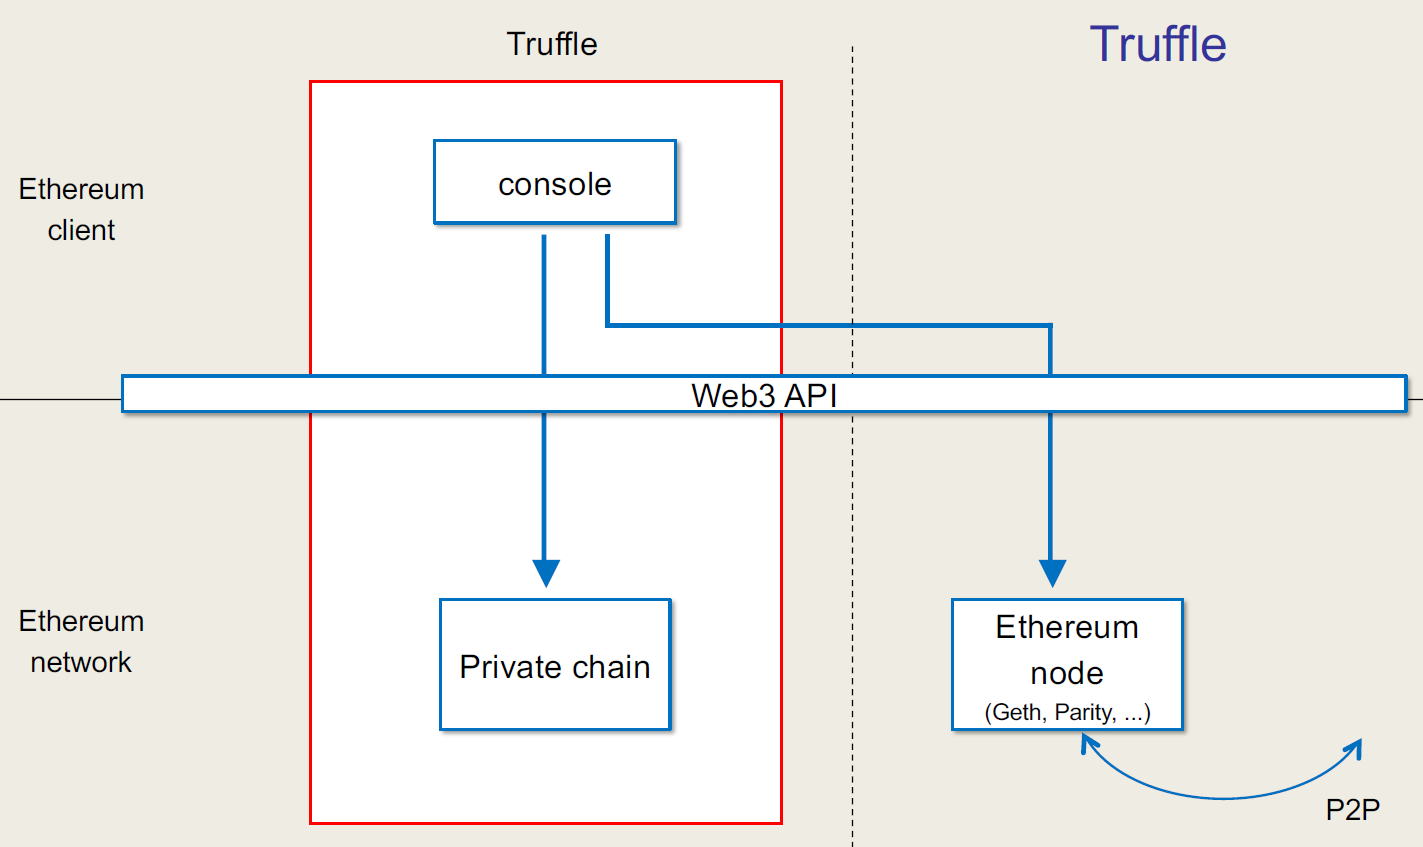 Truffle
Truffle
console
Ethereum
client
Web3 API
Ethereum
network
Private chain
Ethereum
node
(Geth, Parity, ...)
P2P